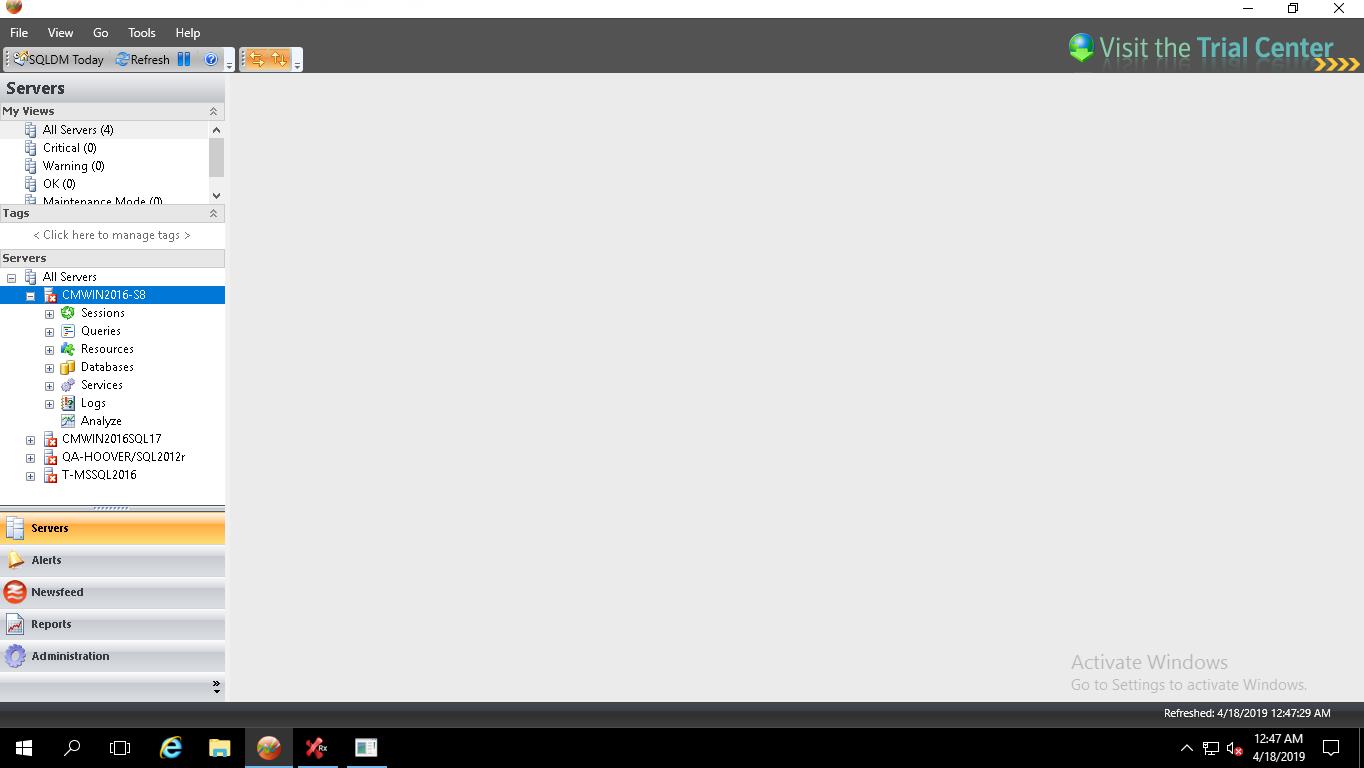 File View Go Tools Help
SQLDM Today Refresh
Visit the Trial Center
Servers
My Views
All Servers (4)
Critical (0)
Warning (0)
OK (0)
Maintenance Mode (0)
Tags
< Click here to manage tags >
Servers
All Servers
CMWIN2016-S8
Sessions
Queries
Resources
Databases
Services
Logs
Analyze
CMWIN2016SQL17
QA-HOOVER/SQL2012r
T-MSSQL2016
Servers
Alerts
Newsfeed
Reports
Administration
Activate Windows
Go to Settings to activate Windows.
Refreshed: 4/18/2019 12:47:29 AM
Rx
12:47 AM
4/18/2019